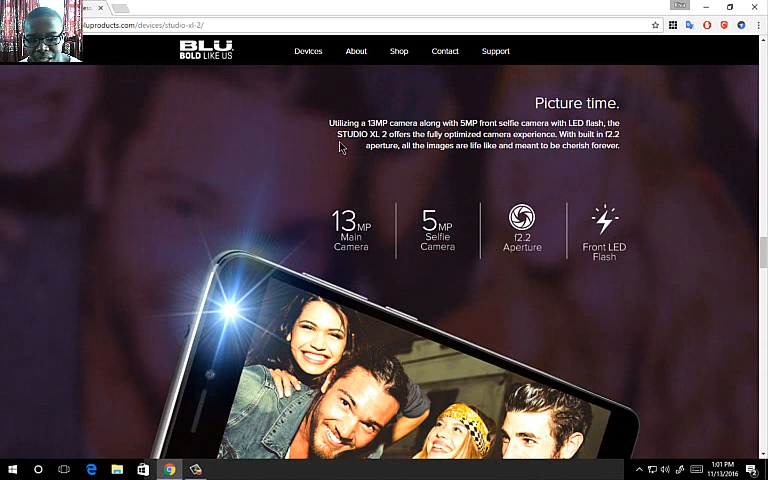 bluproducts.com/devices/studio-xl-2/
BLU
BOLD LIKE US
Devices
About
Shop
Contact
Support
Picture time.
Utilizing a 13MP camera along with 5MP front selfie camera with LED flash, the
STUDIO XL 2 offers the fully optimized camera experience. With built in f2.2
aperture, all the images are life like and meant to be cherish forever.
13MP
Main
Camera
5MP
Selfie
Camera
f2.2
Aperture
Front LED
Flash
1:01 PM
11/13/2016